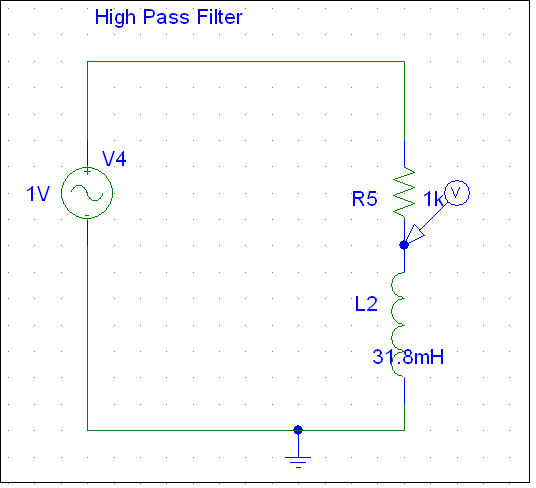 High Pass Filter
V4
1V
+
-
R5
1k
V
L2
31.8mH